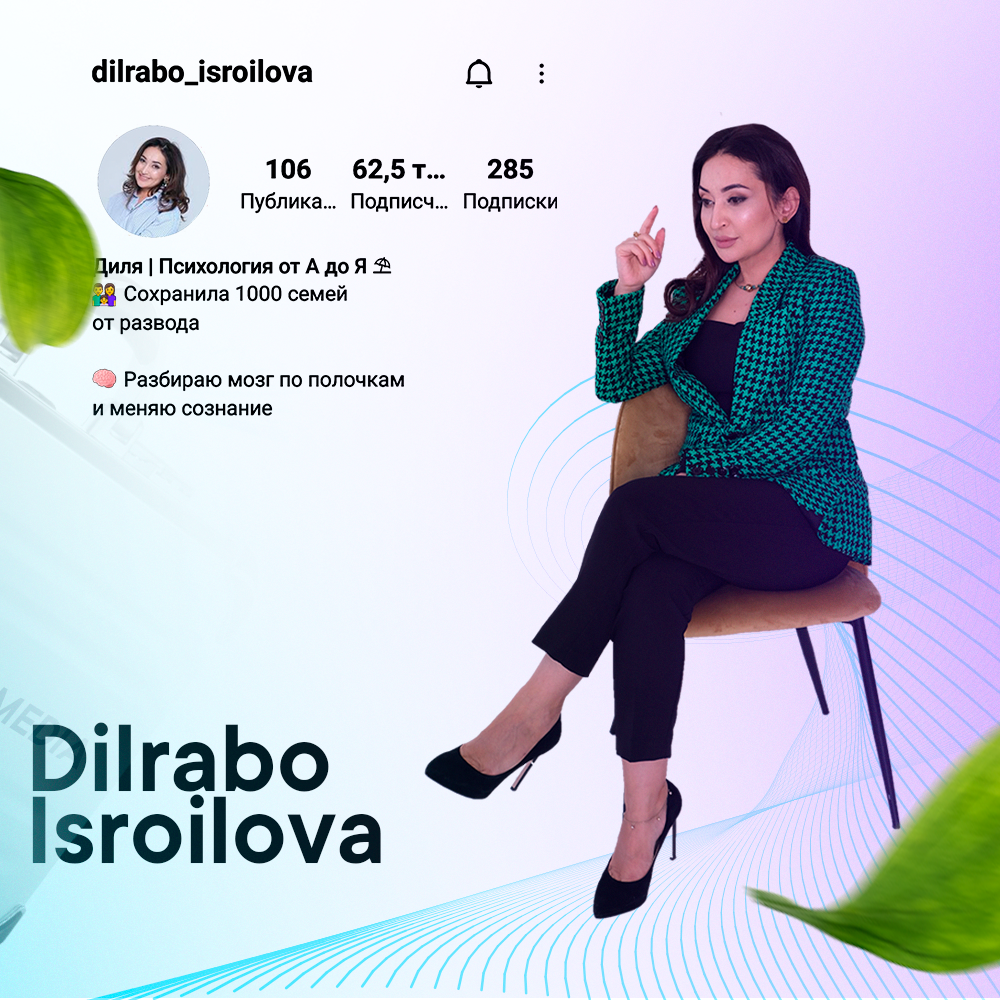 dilrabo_isroilova
106 62,5 т... 285
Публика... Подписч... Подписки
Диля | Психология от А до Я ⛱
👨‍👩‍👦 Сохранила 1000 семей
от развода
🧠 Разбираю мозг по полочкам
и меняю сознание
MEDIA
Dilrabo
Isroilova